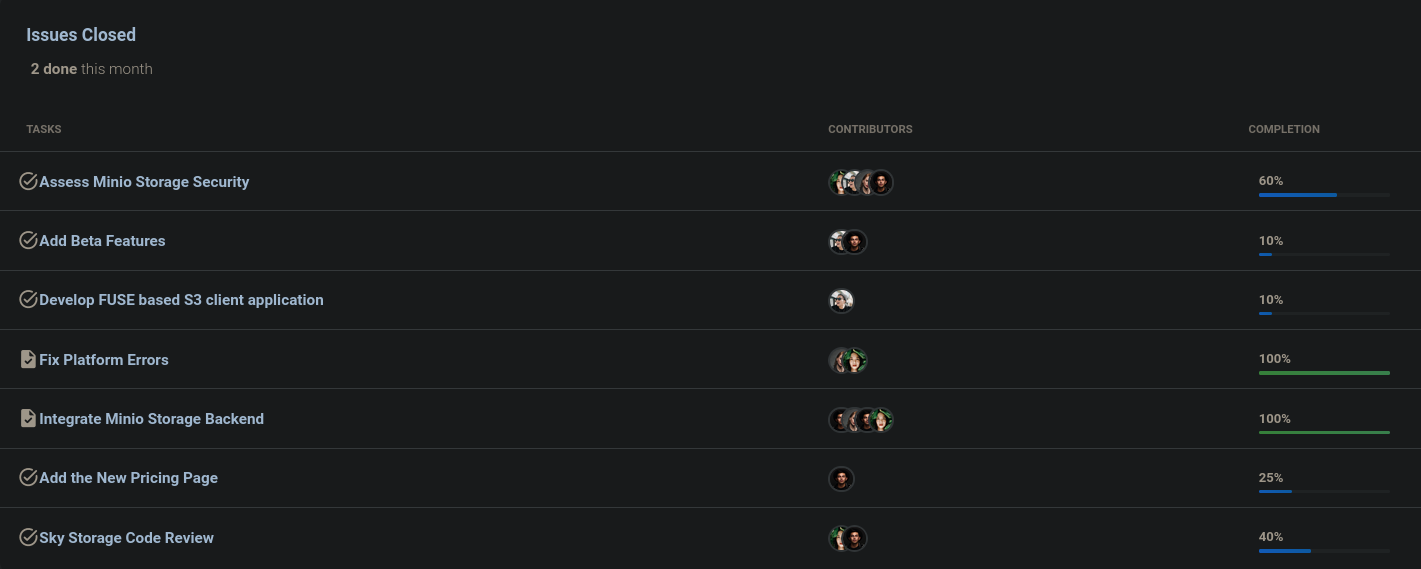 Issues Closed
2 done this month
TASKS CONTRIBUTORS COMPLETION
Assess Minio Storage Security 60%
Add Beta Features 10%
Develop FUSE based S3 client application 10%
Fix Platform Errors 100%
Integrate Minio Storage Backend 100%
Add the New Pricing Page 25%
Sky Storage Code Review 40%